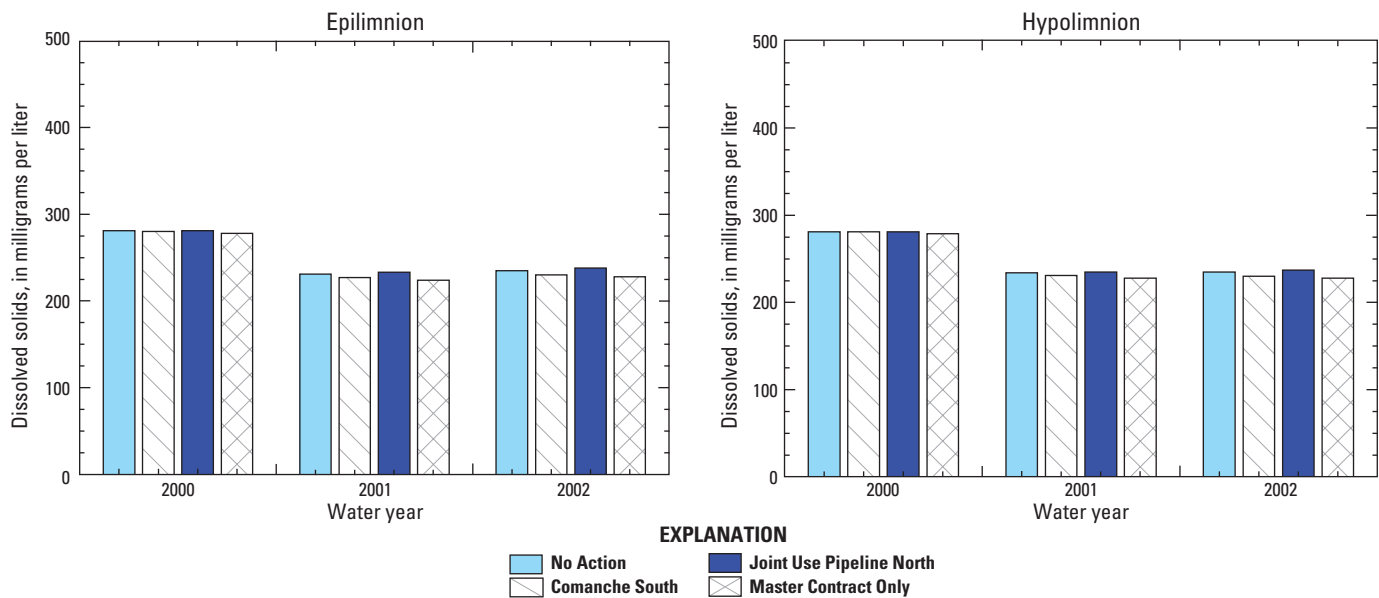 Epilimnion
500
400
300
200
100
0
Dissolved solids, in milligrams per liter
2000 2001 2002
Water year
Hypolimnion
500
400
300
200
100
0
Dissolved solids, in milligrams per liter
2000 2001 2002
Water year
EXPLANATION
No Action Joint Use Pipeline North
Comanche South Master Contract Only